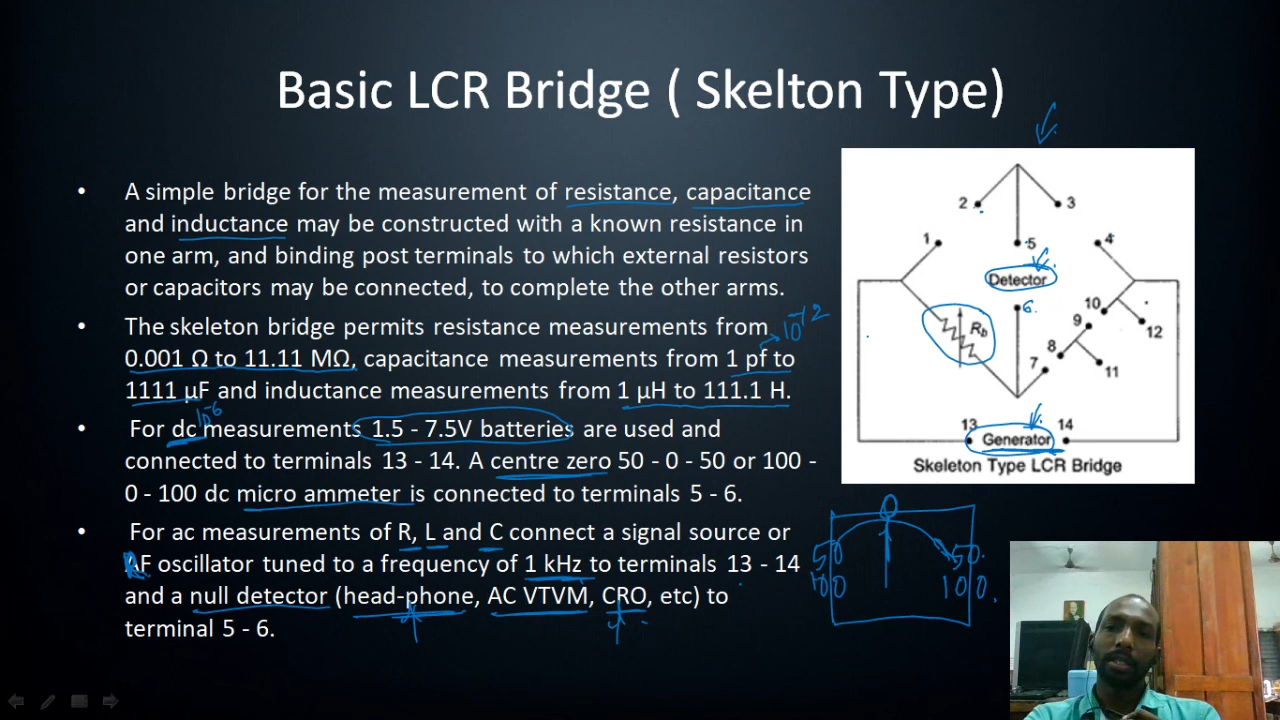 Basic LCR Bridge ( Skelton Type)
• A simple bridge for the measurement of resistance, capacitance
and inductance may be constructed with a known resistance in
one arm, and binding post terminals to which external resistors
or capacitors may be connected, to complete the other arms.
• The skeleton bridge permits resistance measurements from
0.001 Ω to 11.11 MΩ, capacitance measurements from 1 pf to
1111 µF and inductance measurements from 1 µH to 111.1 H.
• For dc measurements 1.5 - 7.5V batteries are used and
connected to terminals 13 - 14. A centre zero 50 - 0 - 50 or 100 -
0 - 100 dc micro ammeter is connected to terminals 5 - 6.
• For ac measurements of R, L and C connect a signal source or
AF oscillator tuned to a frequency of 1 kHz to terminals 13 - 14
and a null detector (head-phone, AC VTVM, CRO, etc) to
terminal 5 - 6.
10^-12
10^-6
2 3
1 5 4
Detector
6
10
9 12
Rb
8
7 11
13 14
Generator
Skeleton Type LCR Bridge
0
50 50
100 100